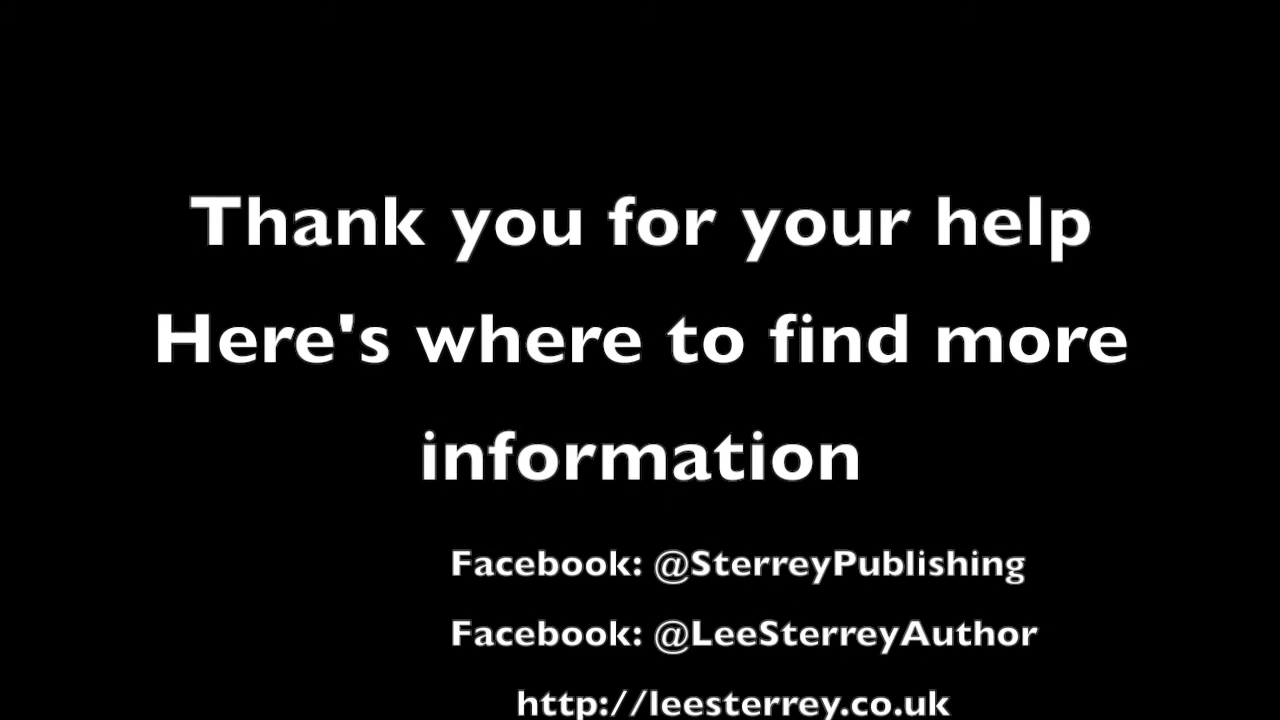 Thank you for your help
Here's where to find more
information
Facebook: @SterreyPublishing
Facebook: @LeeSterreyAuthor
http://leesterrey.co.uk